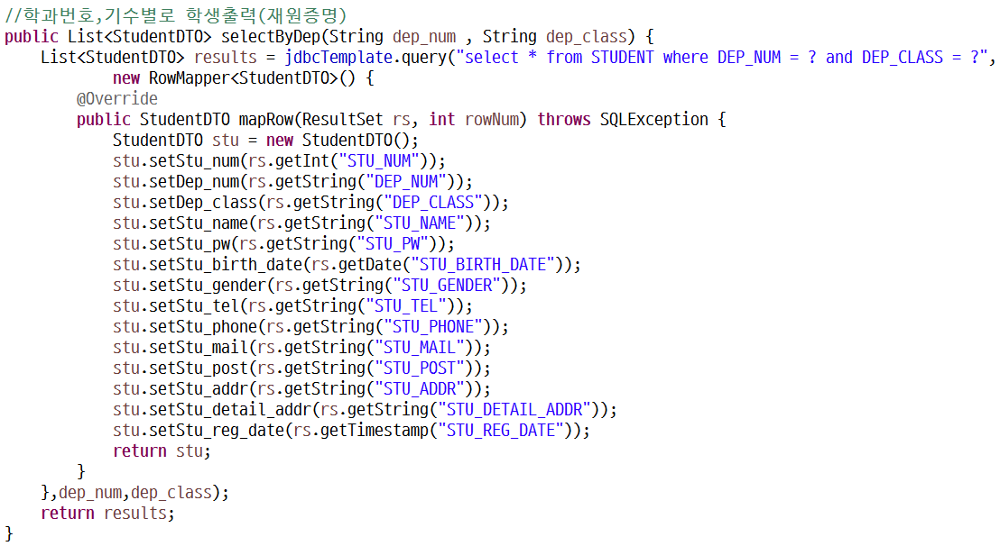 //학과번호,기수별로 학생출력(재원증명)
public List<StudentDTO> selectByDep(String dep_num , String dep_class) {
    List<StudentDTO> results = jdbcTemplate.query("select * from STUDENT where DEP_NUM = ? and DEP_CLASS = ?",
            new RowMapper<StudentDTO>() {
        @Override
        public StudentDTO mapRow(ResultSet rs, int rowNum) throws SQLException {
            StudentDTO stu = new StudentDTO();
            stu.setStu_num(rs.getInt("STU_NUM"));
            stu.setDep_num(rs.getString("DEP_NUM"));
            stu.setDep_class(rs.getString("DEP_CLASS"));
            stu.setStu_name(rs.getString("STU_NAME"));
            stu.setStu_pw(rs.getString("STU_PW"));
            stu.setStu_birth_date(rs.getDate("STU_BIRTH_DATE"));
            stu.setStu_gender(rs.getString("STU_GENDER"));
            stu.setStu_tel(rs.getString("STU_TEL"));
            stu.setStu_phone(rs.getString("STU_PHONE"));
            stu.setStu_mail(rs.getString("STU_MAIL"));
            stu.setStu_post(rs.getString("STU_POST"));
            stu.setStu_addr(rs.getString("STU_ADDR"));
            stu.setStu_detail_addr(rs.getString("STU_DETAIL_ADDR"));
            stu.setStu_reg_date(rs.getTimestamp("STU_REG_DATE"));
            return stu;
        }
    },dep_num,dep_class);
    return results;
}